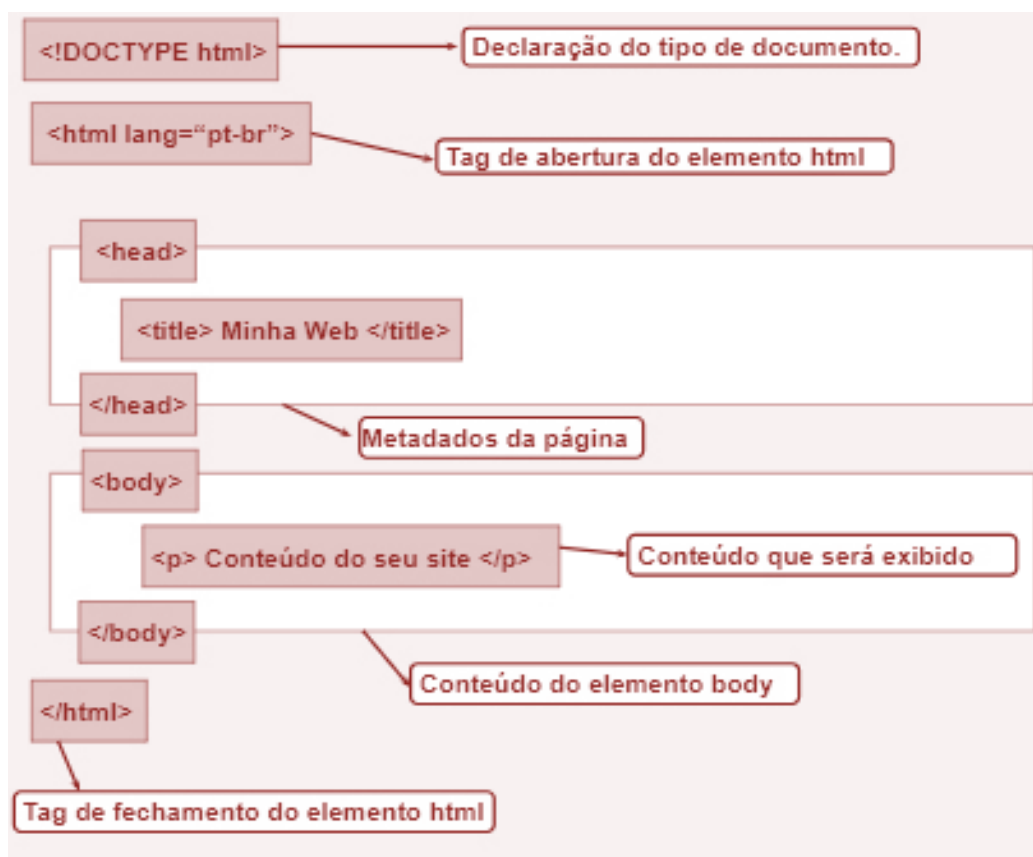 <!DOCTYPE html>
Declaração do tipo de documento.
<html lang=“pt-br”>
Tag de abertura do elemento html
<head>
<title> Minha Web </title>
</head>
Metadados da página
<body>
<p> Conteúdo do seu site </p>
Conteúdo que será exibido
</body>
Conteúdo do elemento body
</html>
Tag de fechamento do elemento html